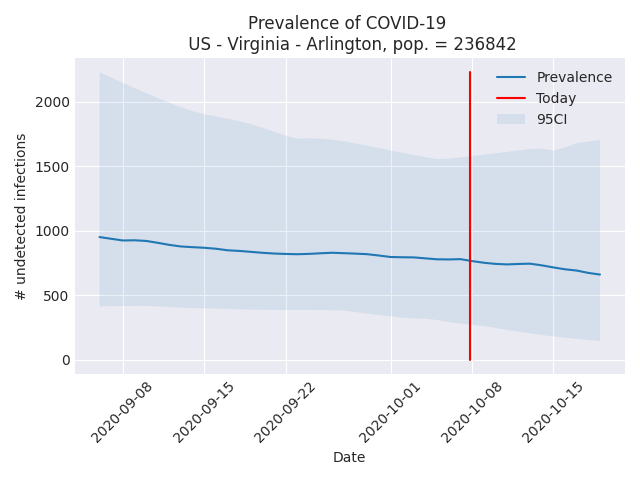 Prevalence of COVID-19
US - Virginia - Arlington, pop. = 236842
Prevalence
Today
95CI
2000
1500
1000
500
0
# undetected infections
2020-09-08
2020-09-15
2020-09-22
2020-10-01
2020-10-08
2020-10-15
Date